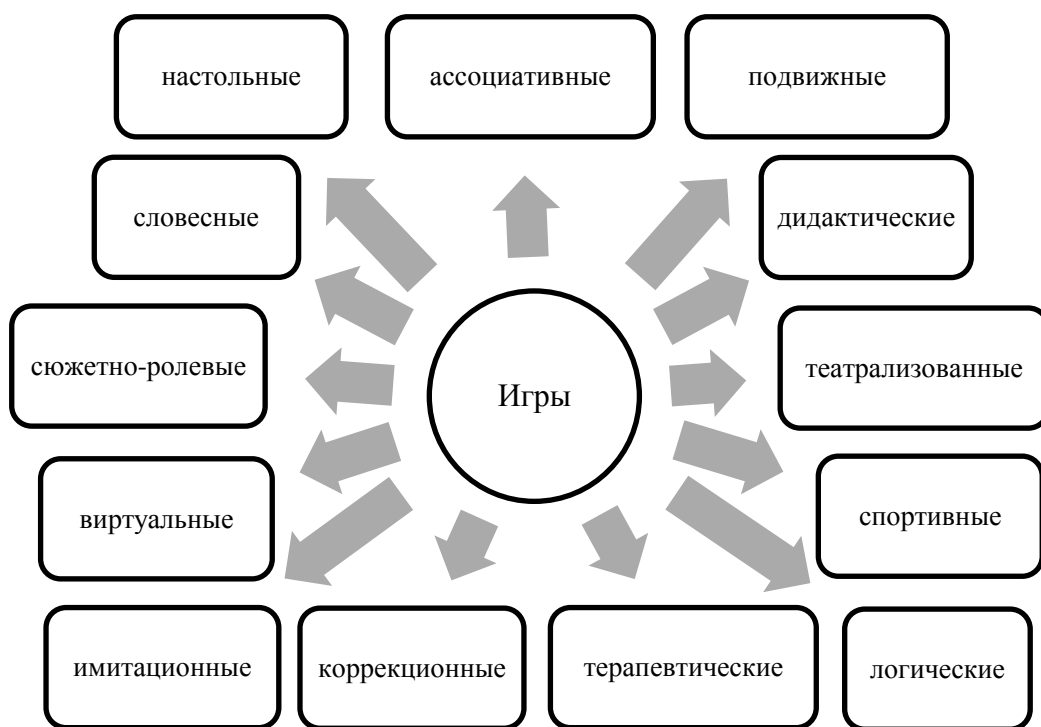 настольные
ассоциативные
подвижные
словесные
дидактические
сюжетно-ролевые
Игры
театрализованные
виртуальные
спортивные
имитационные
коррекционные
терапевтические
логические